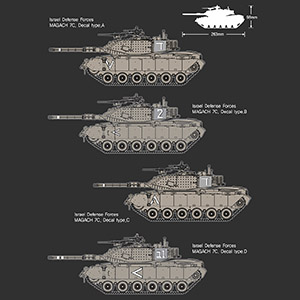 Israel Defense Forces
MAGACH 7C, Decal type,A
263mm
Israel Defense Forces
MAGACH 7C, Decal type,B
Israel Defense Forces
MAGACH 7C, Decal type,C
Israel Defense Forces
MAGACH 7C, Decal type,D